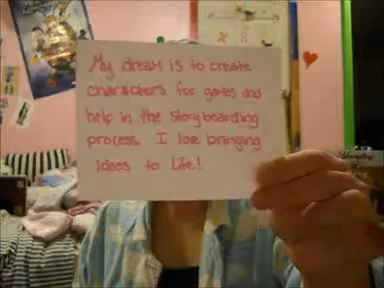 My dream is to create
characters for games and
help in the storyboarding
process. I love bringing
ideas to life!